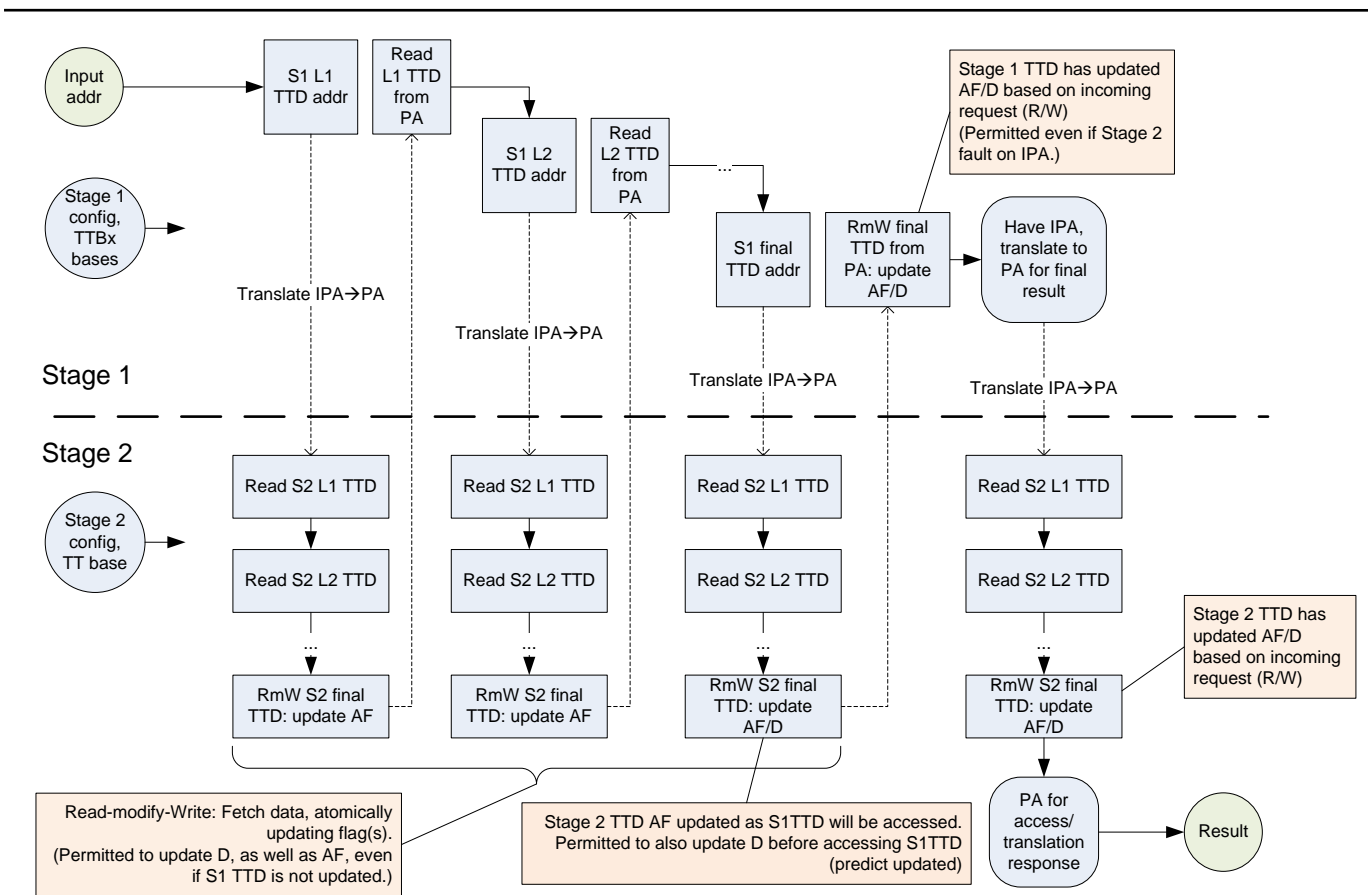 Input
addr
S1 L1
TTD addr
Read
L1 TTD
from
PA
S1 L2
TTD addr
Read
L2 TTD
from
PA
...
S1 final
TTD addr
RmW final
TTD from
PA: update
AF/D
Stage 1 TTD has updated
AF/D based on incoming
request (R/W)
(Permitted even if Stage 2
fault on IPA.)
Have IPA,
translate to
PA for final
result
Stage 1
config,
TTBx
bases
Translate IPA→PA
Translate IPA→PA
Translate IPA→PA
Translate IPA→PA
Stage 1
Stage 2
Stage 2
config,
TT base
Read S2 L1 TTD
Read S2 L2 TTD
...
RmW S2 final
TTD: update AF
Read S2 L1 TTD
Read S2 L2 TTD
...
RmW S2 final
TTD: update AF
Read S2 L1 TTD
Read S2 L2 TTD
...
RmW S2 final
TTD: update
AF/D
Read S2 L1 TTD
Read S2 L2 TTD
...
RmW S2 final
TTD: update
AF/D
Stage 2 TTD has
updated AF/D
based on incoming
request (R/W)
Read-modify-Write: Fetch data, atomically
updating flag(s).
(Permitted to update D, as well as AF, even
if S1 TTD is not updated.)
Stage 2 TTD AF updated as S1TTD will be accessed.
Permitted to also update D before accessing S1TTD
(predict updated)
PA for
access/
translation
response
Result